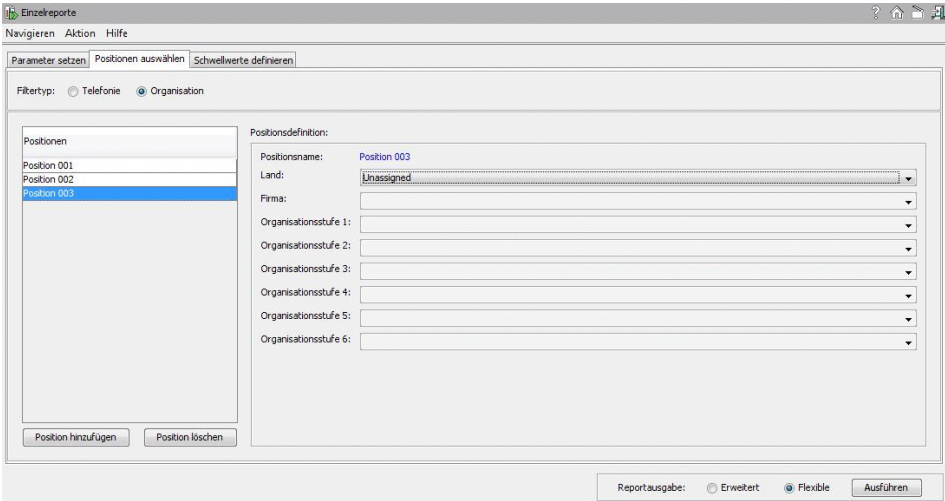 Einzelreporte
Navigieren Aktion Hilfe
Parameter setzen Positionen auswählen Schwellwerte definieren
Filtertyp: Telefonie Organisation
Positionen
Position 001
Position 002
Position 003
Positionsdefinition:
Positionsname: Position 003
Land: Unassigned
Firma:
Organisationsstufe 1:
Organisationsstufe 2:
Organisationsstufe 3:
Organisationsstufe 4:
Organisationsstufe 5:
Organisationsstufe 6:
Position hinzufügen Position löschen
Reportausgabe: Erweitert Flexible Ausführen